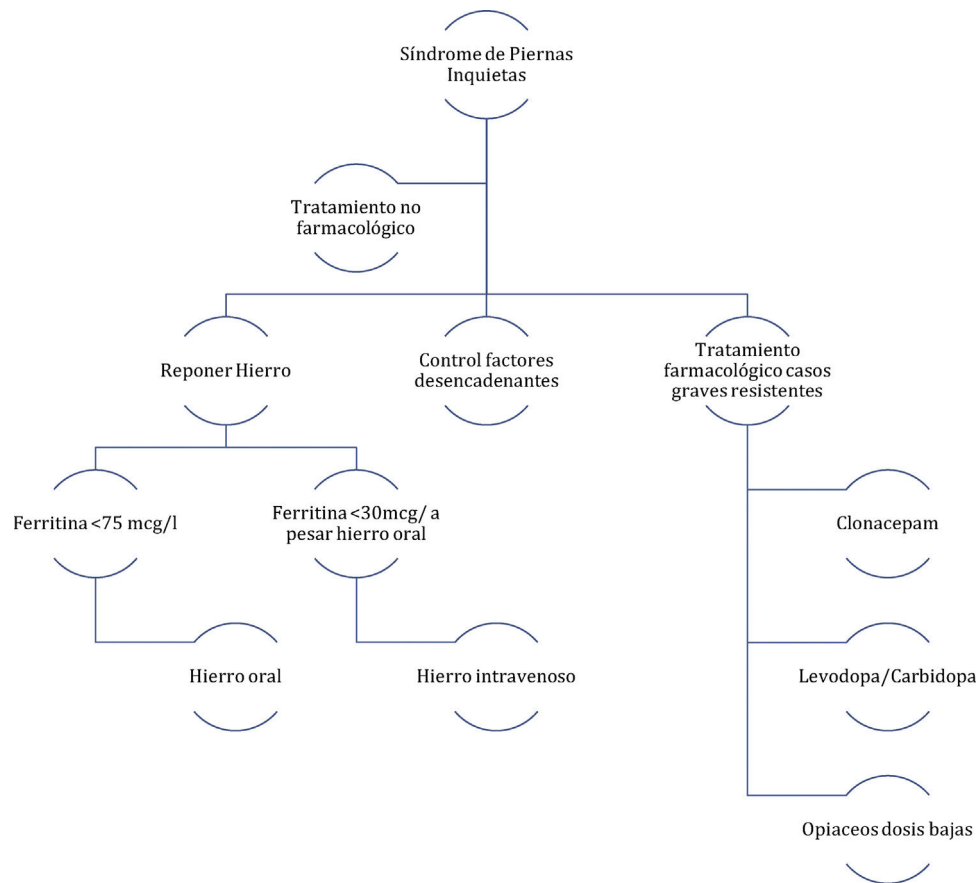 Síndrome de Piernas
Inquietas
Tratamiento no
farmacológico
Reponer Hierro
Control factores
desencadenantes
Tratamiento
farmacológico casos
graves resistentes
Ferritina <75 mcg/l
Ferritina <30mcg/ a
pesar hierro oral
Clonacepam
Hierro oral
Hierro intravenoso
Levodopa/Carbidopa
Opiaceos dosis bajas